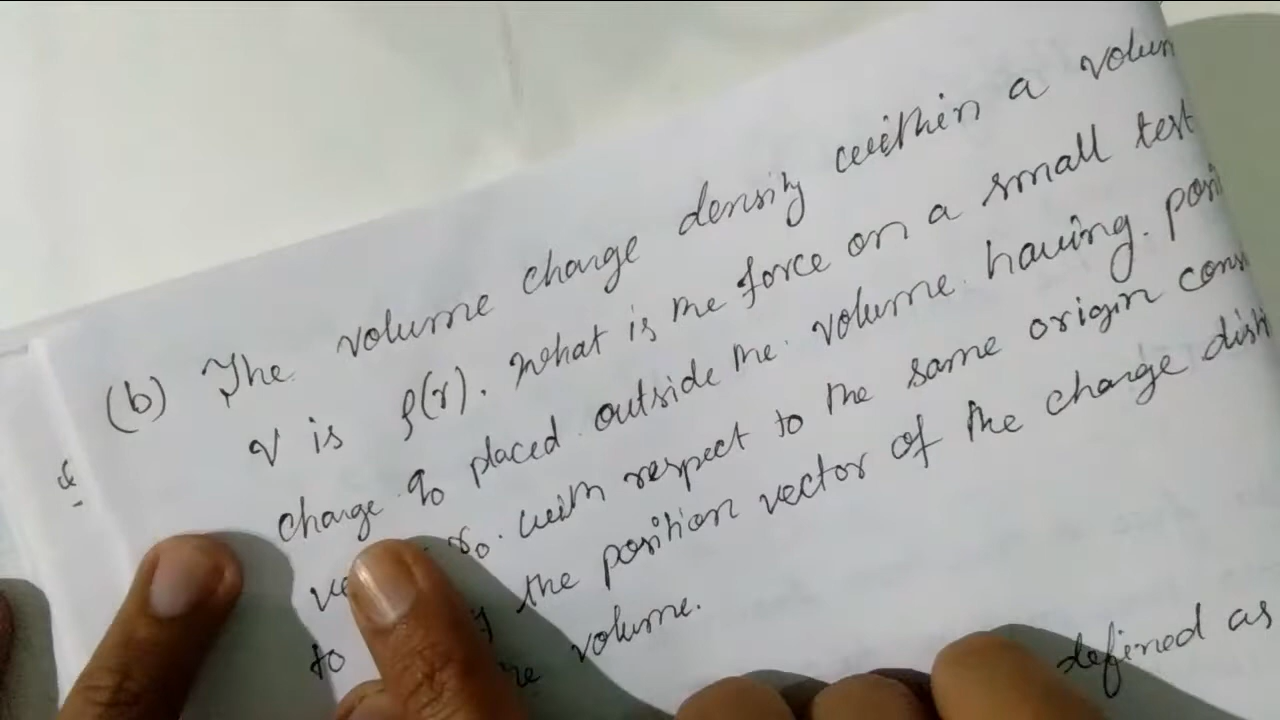 (b) The volume charge density within a volum
V is ρ(r). What is the force on a small test
charge q₀ placed outside the volume having posi
ve r₀. with respect to the same origin cons
to the position vector of the charge distri
volume.
defined as
&